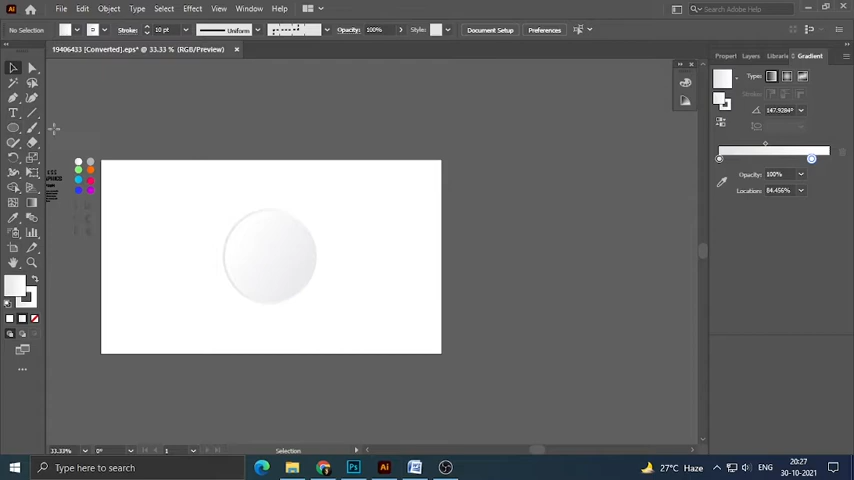 File Edit Object Type Select Effect View Window Help
Search Adobe Help
No Selection Stroke: 10 pt Uniform Opacity: 100% Style: Document Setup Preferences
19406433 [Converted].eps* @ 33.33 % (RGB/Preview)
Propert Layers Librarie Gradient
Type:
Stroke:
147.9284°
Opacity: 100%
Location: 84.456%
33.33% 0° 1 Selection
Type here to search
27°C Haze ENG
20:27
30-10-2021